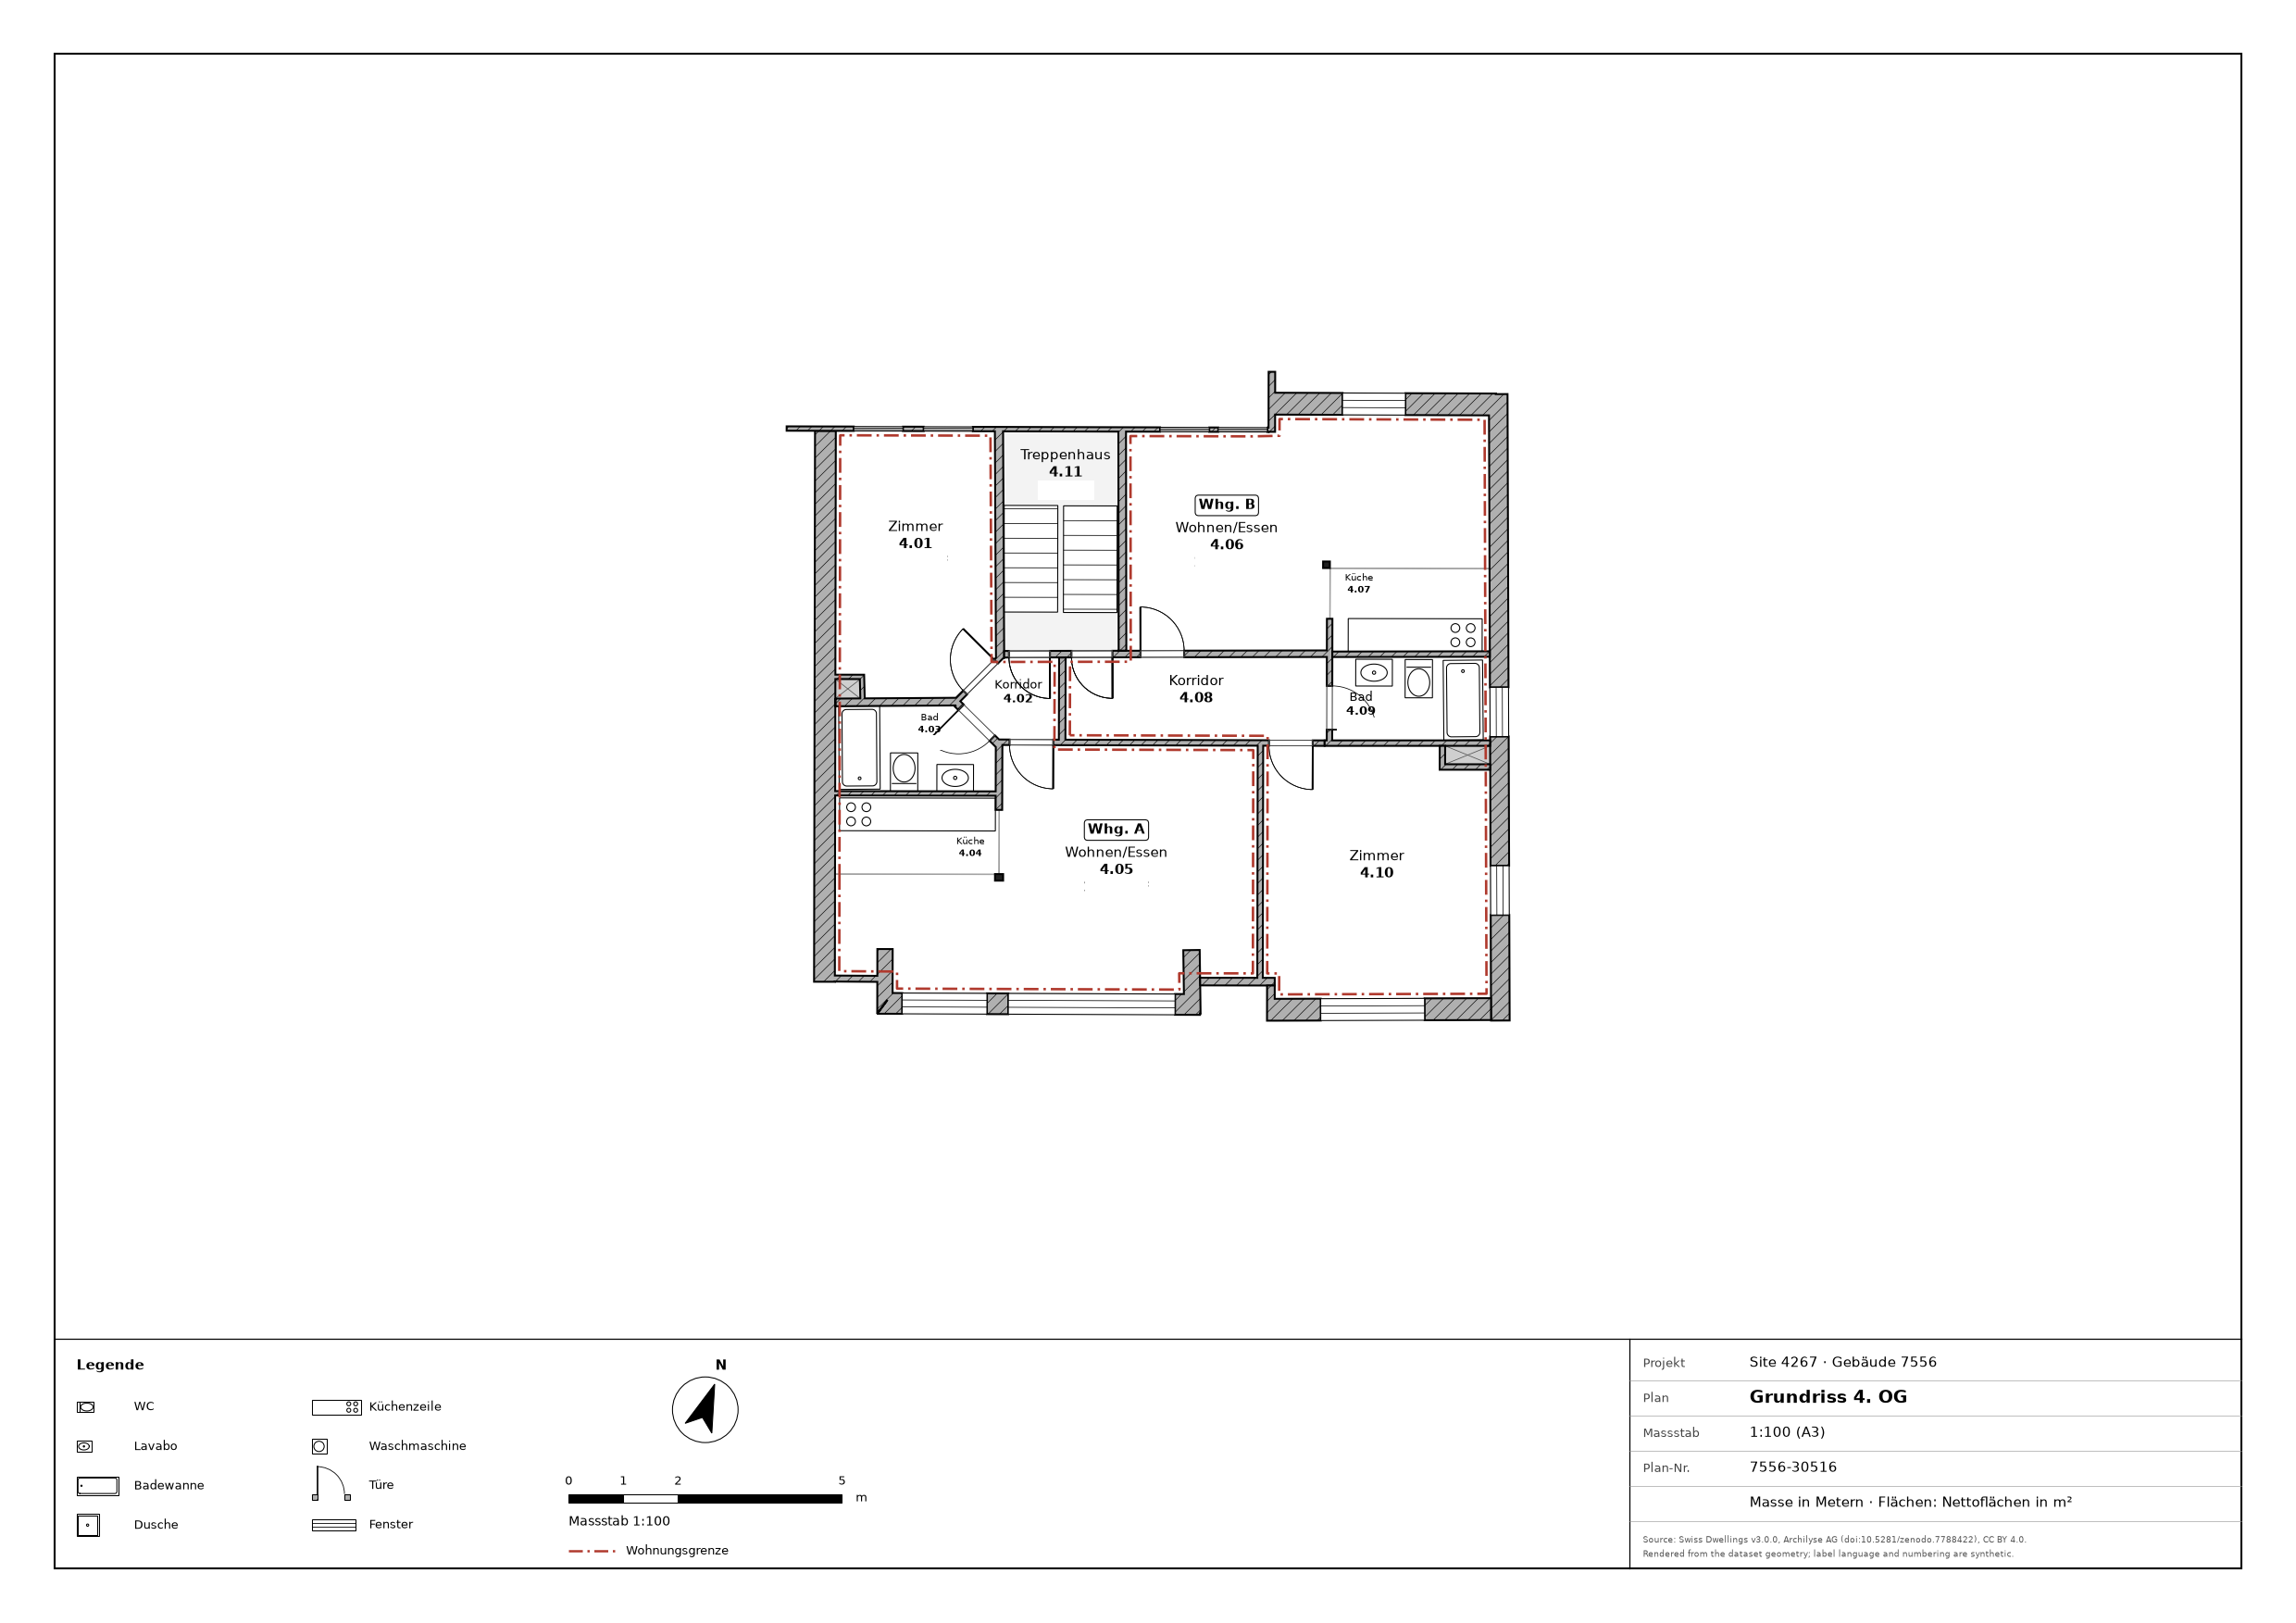 Treppenhaus
4.11
Whg. B
Wohnen/Essen
4.06
Zimmer
4.01
Küche
4.07
Korridor
4.02
Korridor
4.08
Bad
4.09
Bad
4.03
Whg. A
Wohnen/Essen
4.05
Küche
4.04
Zimmer
4.10
Legende
WC
Lavabo
Badewanne
Dusche
Küchenzeile
Waschmaschine
Türe
Fenster
N
0 1 2 5
m
Massstab 1:100
Wohnungsgrenze
Projekt Site 4267 · Gebäude 7556
Plan Grundriss 4. OG
Massstab 1:100 (A3)
Plan-Nr. 7556-30516
Masse in Metern · Flächen: Nettoflächen in m²
Source: Swiss Dwellings v3.0.0, Archilyse AG (doi:10.5281/zenodo.7788422), CC BY 4.0.
Rendered from the dataset geometry; label language and numbering are synthetic.